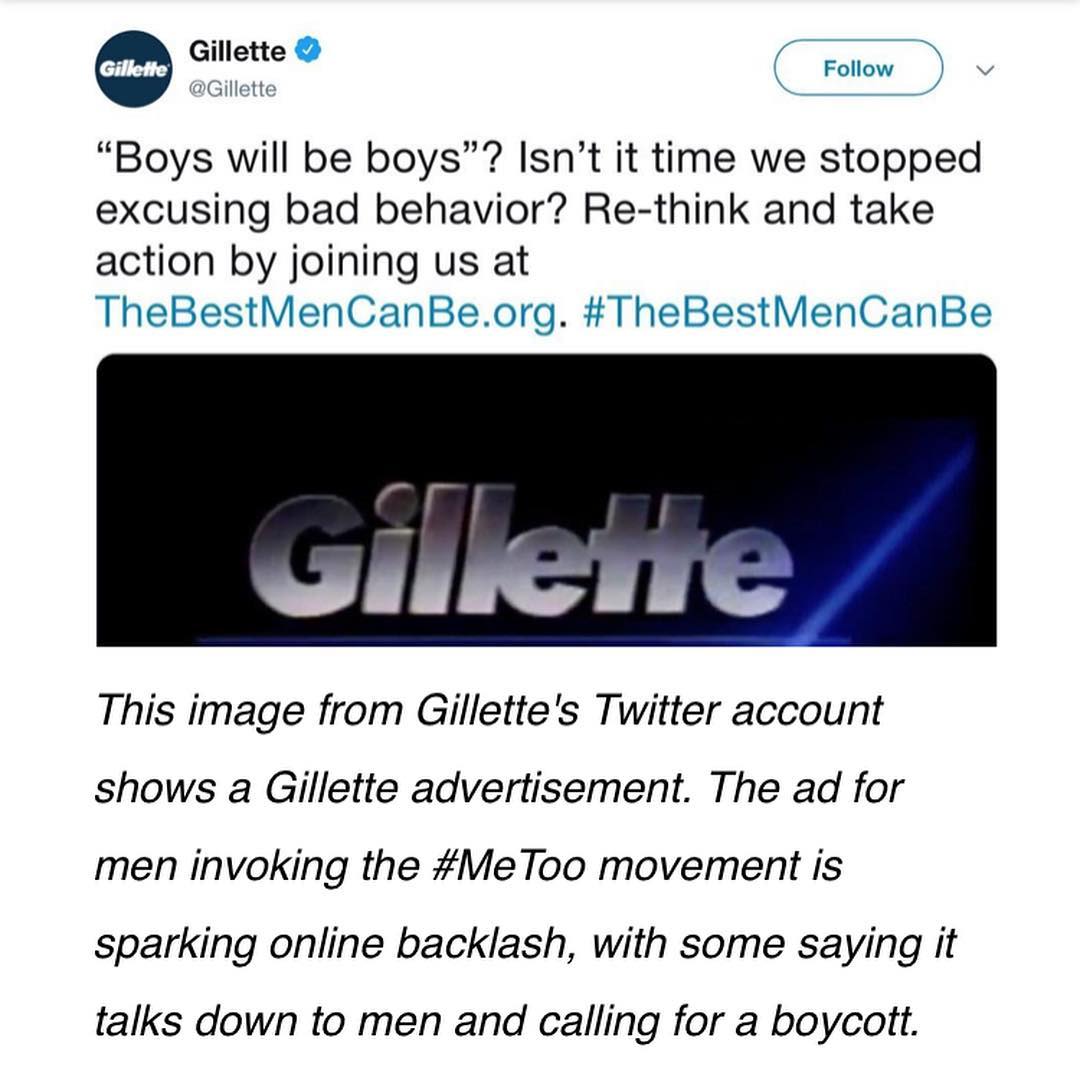 Gillette
Gillette
@Gillette
Follow
“Boys will be boys”? Isn’t it time we stopped
excusing bad behavior? Re-think and take
action by joining us at
TheBestMenCanBe.org. #TheBestMenCanBe
Gillette
This image from Gillette's Twitter account
shows a Gillette advertisement. The ad for
men invoking the #MeToo movement is
sparking online backlash, with some saying it
talks down to men and calling for a boycott.